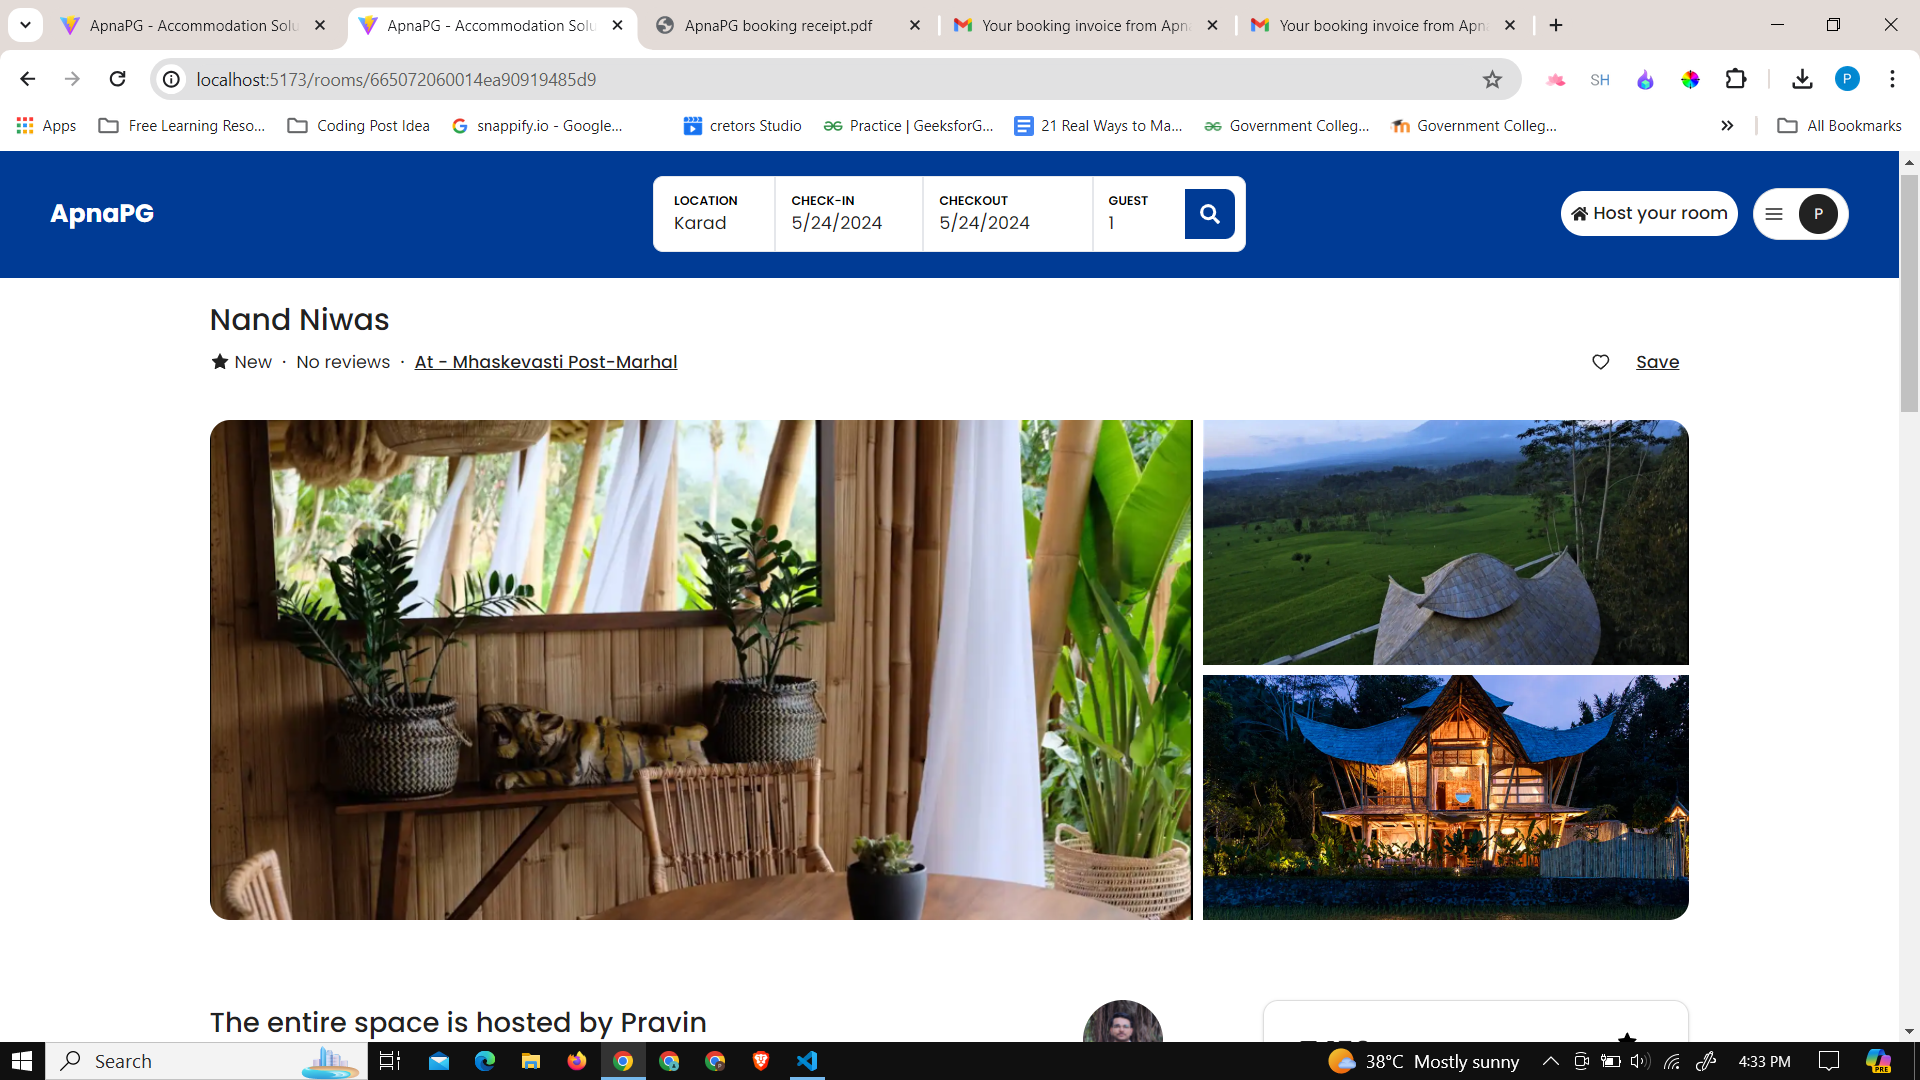 ApnaPG - Accommodation Solu
ApnaPG - Accommodation Solu
ApnaPG booking receipt.pdf
Your booking invoice from Apn
Your booking invoice from Apn
localhost:5173/rooms/665072060014ea90919485d9
SH
P
Apps
Free Learning Reso...
Coding Post Idea
snappify.io - Google...
cretors Studio
Practice | GeeksforG...
21 Real Ways to Ma...
Government Colleg...
Government Colleg...
All Bookmarks
ApnaPG
LOCATION
Karad
CHECK-IN
5/24/2024
CHECKOUT
5/24/2024
GUEST
1
Host your room
P
Nand Niwas
New · No reviews · At - Mhaskevasti Post-Marhal
Save
The entire space is hosted by Pravin
Search
38°C Mostly sunny
4:33 PM
PRE